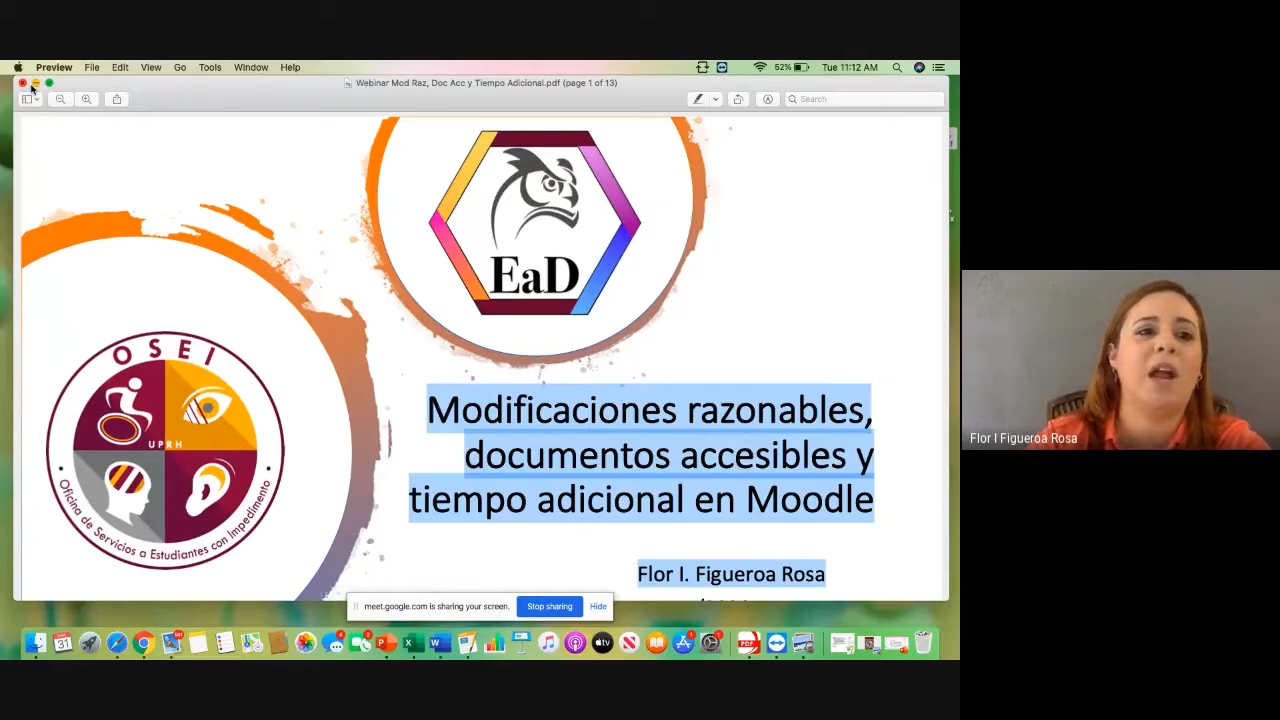 Preview File Edit View Go Tools Window Help
52% Tue 11:12 AM
Webinar Mod Raz, Doc Acc y Tiempo Adicional.pdf (page 1 of 13)
Search
EaD
OSEI
UPRH
Oficina de Servicios a Estudiantes con Impedimento
Modificaciones razonables,
documentos accesibles y
tiempo adicional en Moodle
Flor I. Figueroa Rosa
meet.google.com is sharing your screen. Stop sharing Hide
Flor I Figueroa Rosa